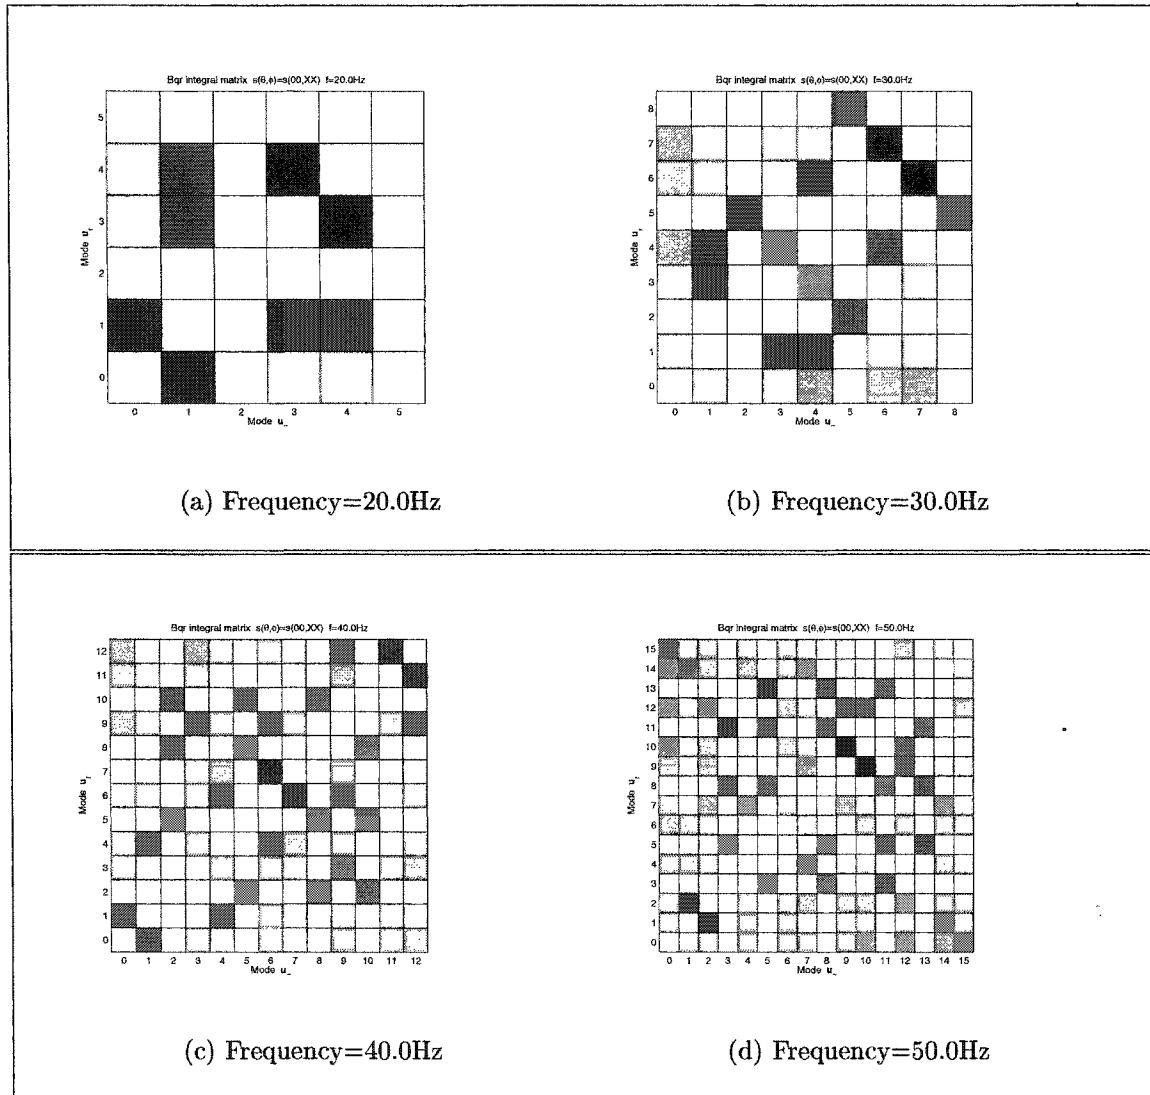 Bqr integral matrix s(θ,φ)=s(00,XX) f=20.0Hz
5
4
3
2
1
0
Mode u_r
0 1 2 3 4 5
Mode u_~
(a) Frequency=20.0Hz
Bqr integral matrix s(θ,φ)=s(00,XX) f=30.0Hz
8
7
6
5
4
3
2
1
0
Mode u_r
0 1 2 3 4 5 6 7 8
Mode u_~
(b) Frequency=30.0Hz
Bqr integral matrix s(θ,φ)=s(00,XX) f=40.0Hz
12
11
10
9
8
7
6
5
4
3
2
1
0
Mode u_r
0 1 2 3 4 5 6 7 8 9 10 11 12
Mode u_~
(c) Frequency=40.0Hz
Bqr integral matrix s(θ,φ)=s(00,XX) f=50.0Hz
15
14
13
12
11
10
9
8
7
6
5
4
3
2
1
0
Mode u_r
0 1 2 3 4 5 6 7 8 9 10 11 12 13 14 15
Mode u_~
(d) Frequency=50.0Hz